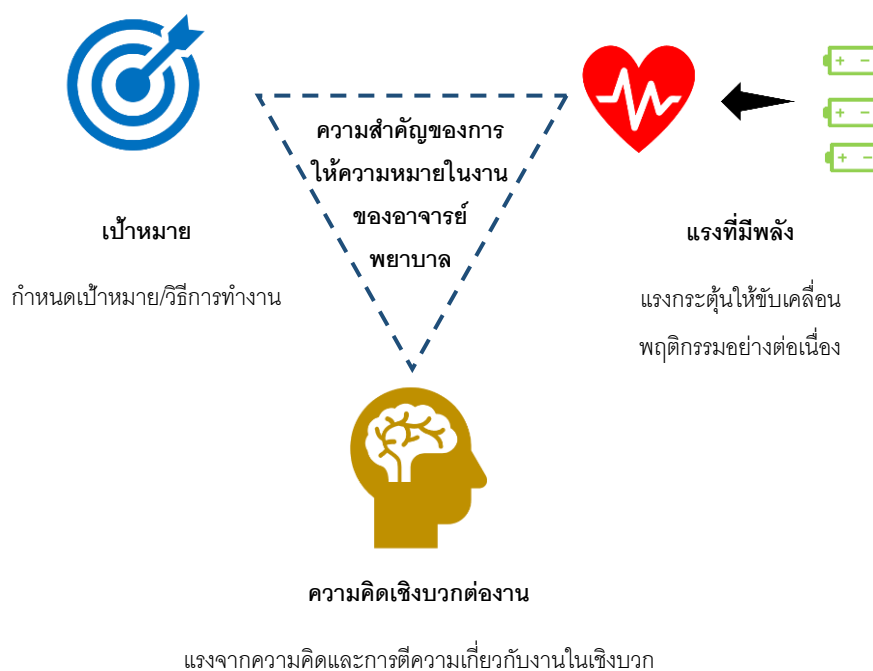 ความสำคัญของการ
ให้ความหมายในงาน
ของอาจารย์
พยาบาล
เป้าหมาย
กำหนดเป้าหมาย/วิธีการทำงาน
แรงที่มีพลัง
แรงกระตุ้นให้ขับเคลื่อน
พฤติกรรมอย่างต่อเนื่อง
ความคิดเชิงบวกต่องาน
แรงจากความคิดและการตีความเกี่ยวกับงานในเชิงบวก